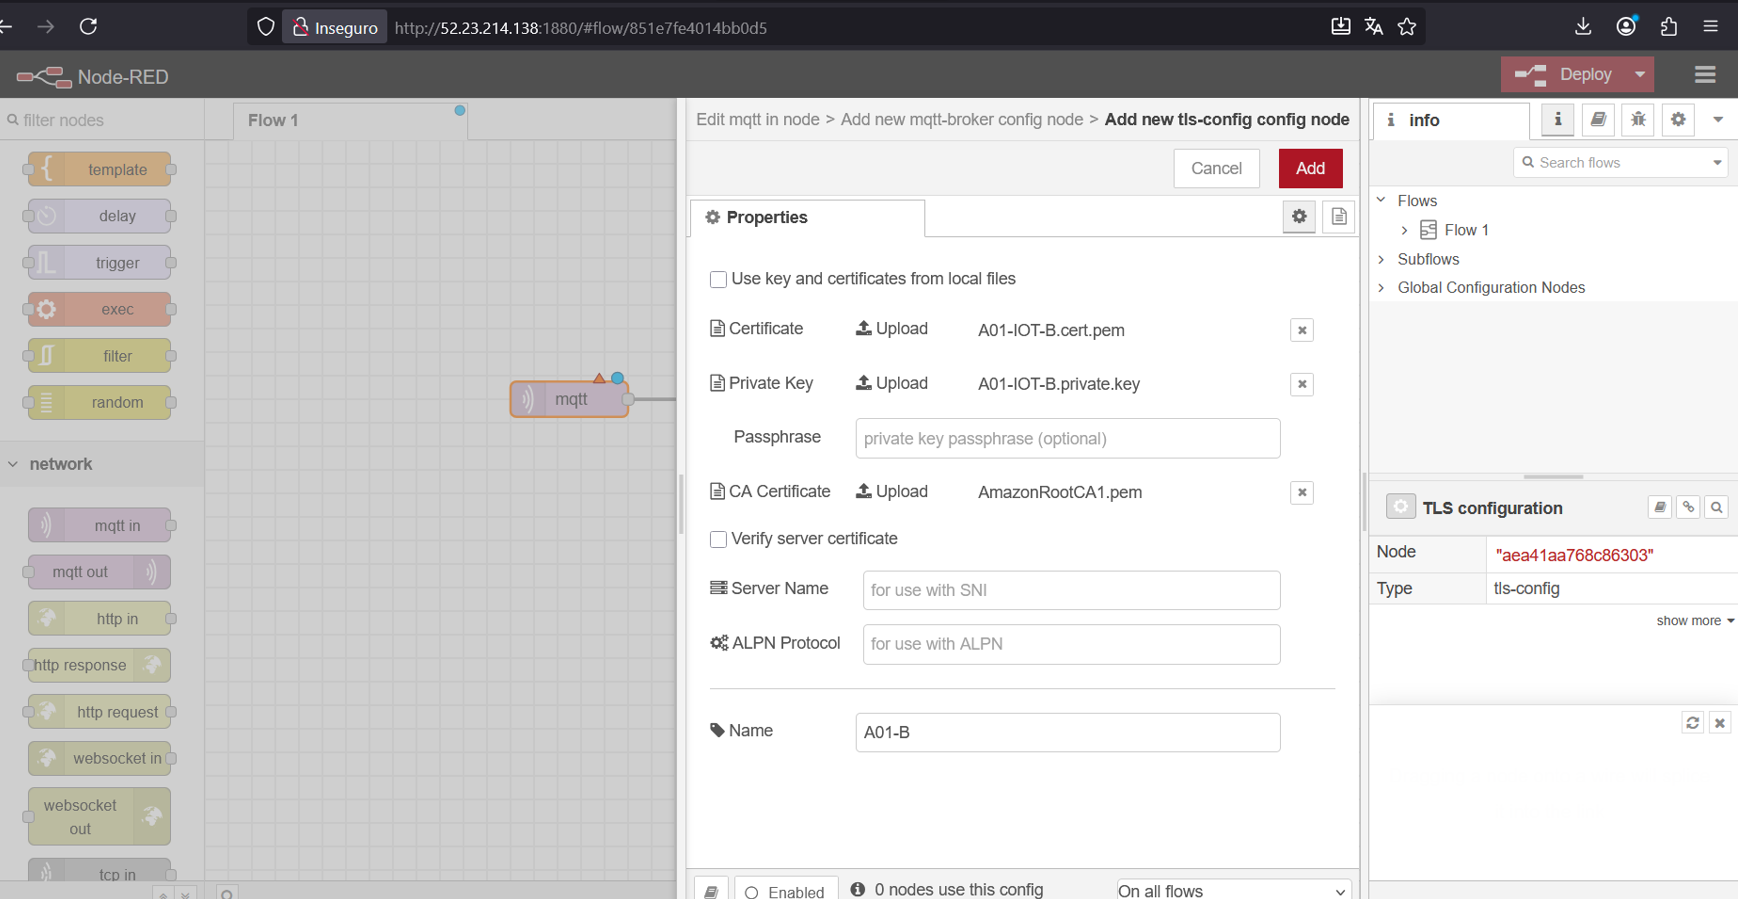 Inseguro
http://52.23.214.138:1880/#flow/851e7fe4014bb0d5
Node-RED
Deploy
filter nodes
Flow 1
template
delay
trigger
exec
filter
random
network
mqtt in
mqtt out
http in
http response
http request
websocket in
websocket
out
tcp in
mqtt
Edit mqtt in node > Add new mqtt-broker config node > Add new tls-config config node
Cancel
Add
Properties
Use key and certificates from local files
Certificate Upload A01-IOT-B.cert.pem
Private Key Upload A01-IOT-B.private.key
Passphrase private key passphrase (optional)
CA Certificate Upload AmazonRootCA1.pem
Verify server certificate
Server Name for use with SNI
ALPN Protocol for use with ALPN
Name A01-B
Enabled 0 nodes use this config On all flows
info
Search flows
Flows
Flow 1
Subflows
Global Configuration Nodes
TLS configuration
Node "aea41aa768c86303"
Type tls-config
show more